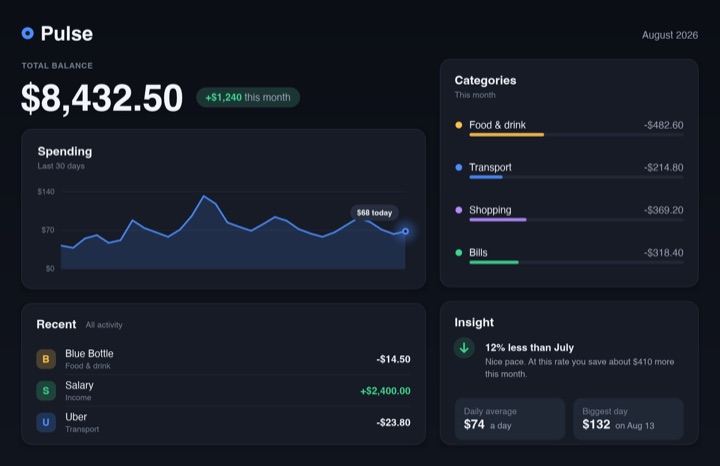 Pulse
August 2026
TOTAL BALANCE
$8,432.50
+$1,240 this month
Spending
Last 30 days
$140
$70
$0
$68 today
Recent All activity
B
Blue Bottle
Food & drink
-$14.50
S
Salary
Income
+$2,400.00
U
Uber
Transport
-$23.80
Categories
This month
Food & drink -$482.60
Transport -$214.80
Shopping -$369.20
Bills -$318.40
Insight
12% less than July
Nice pace. At this rate you save about $410 more
this month.
Daily average
$74 a day
Biggest day
$132 on Aug 13